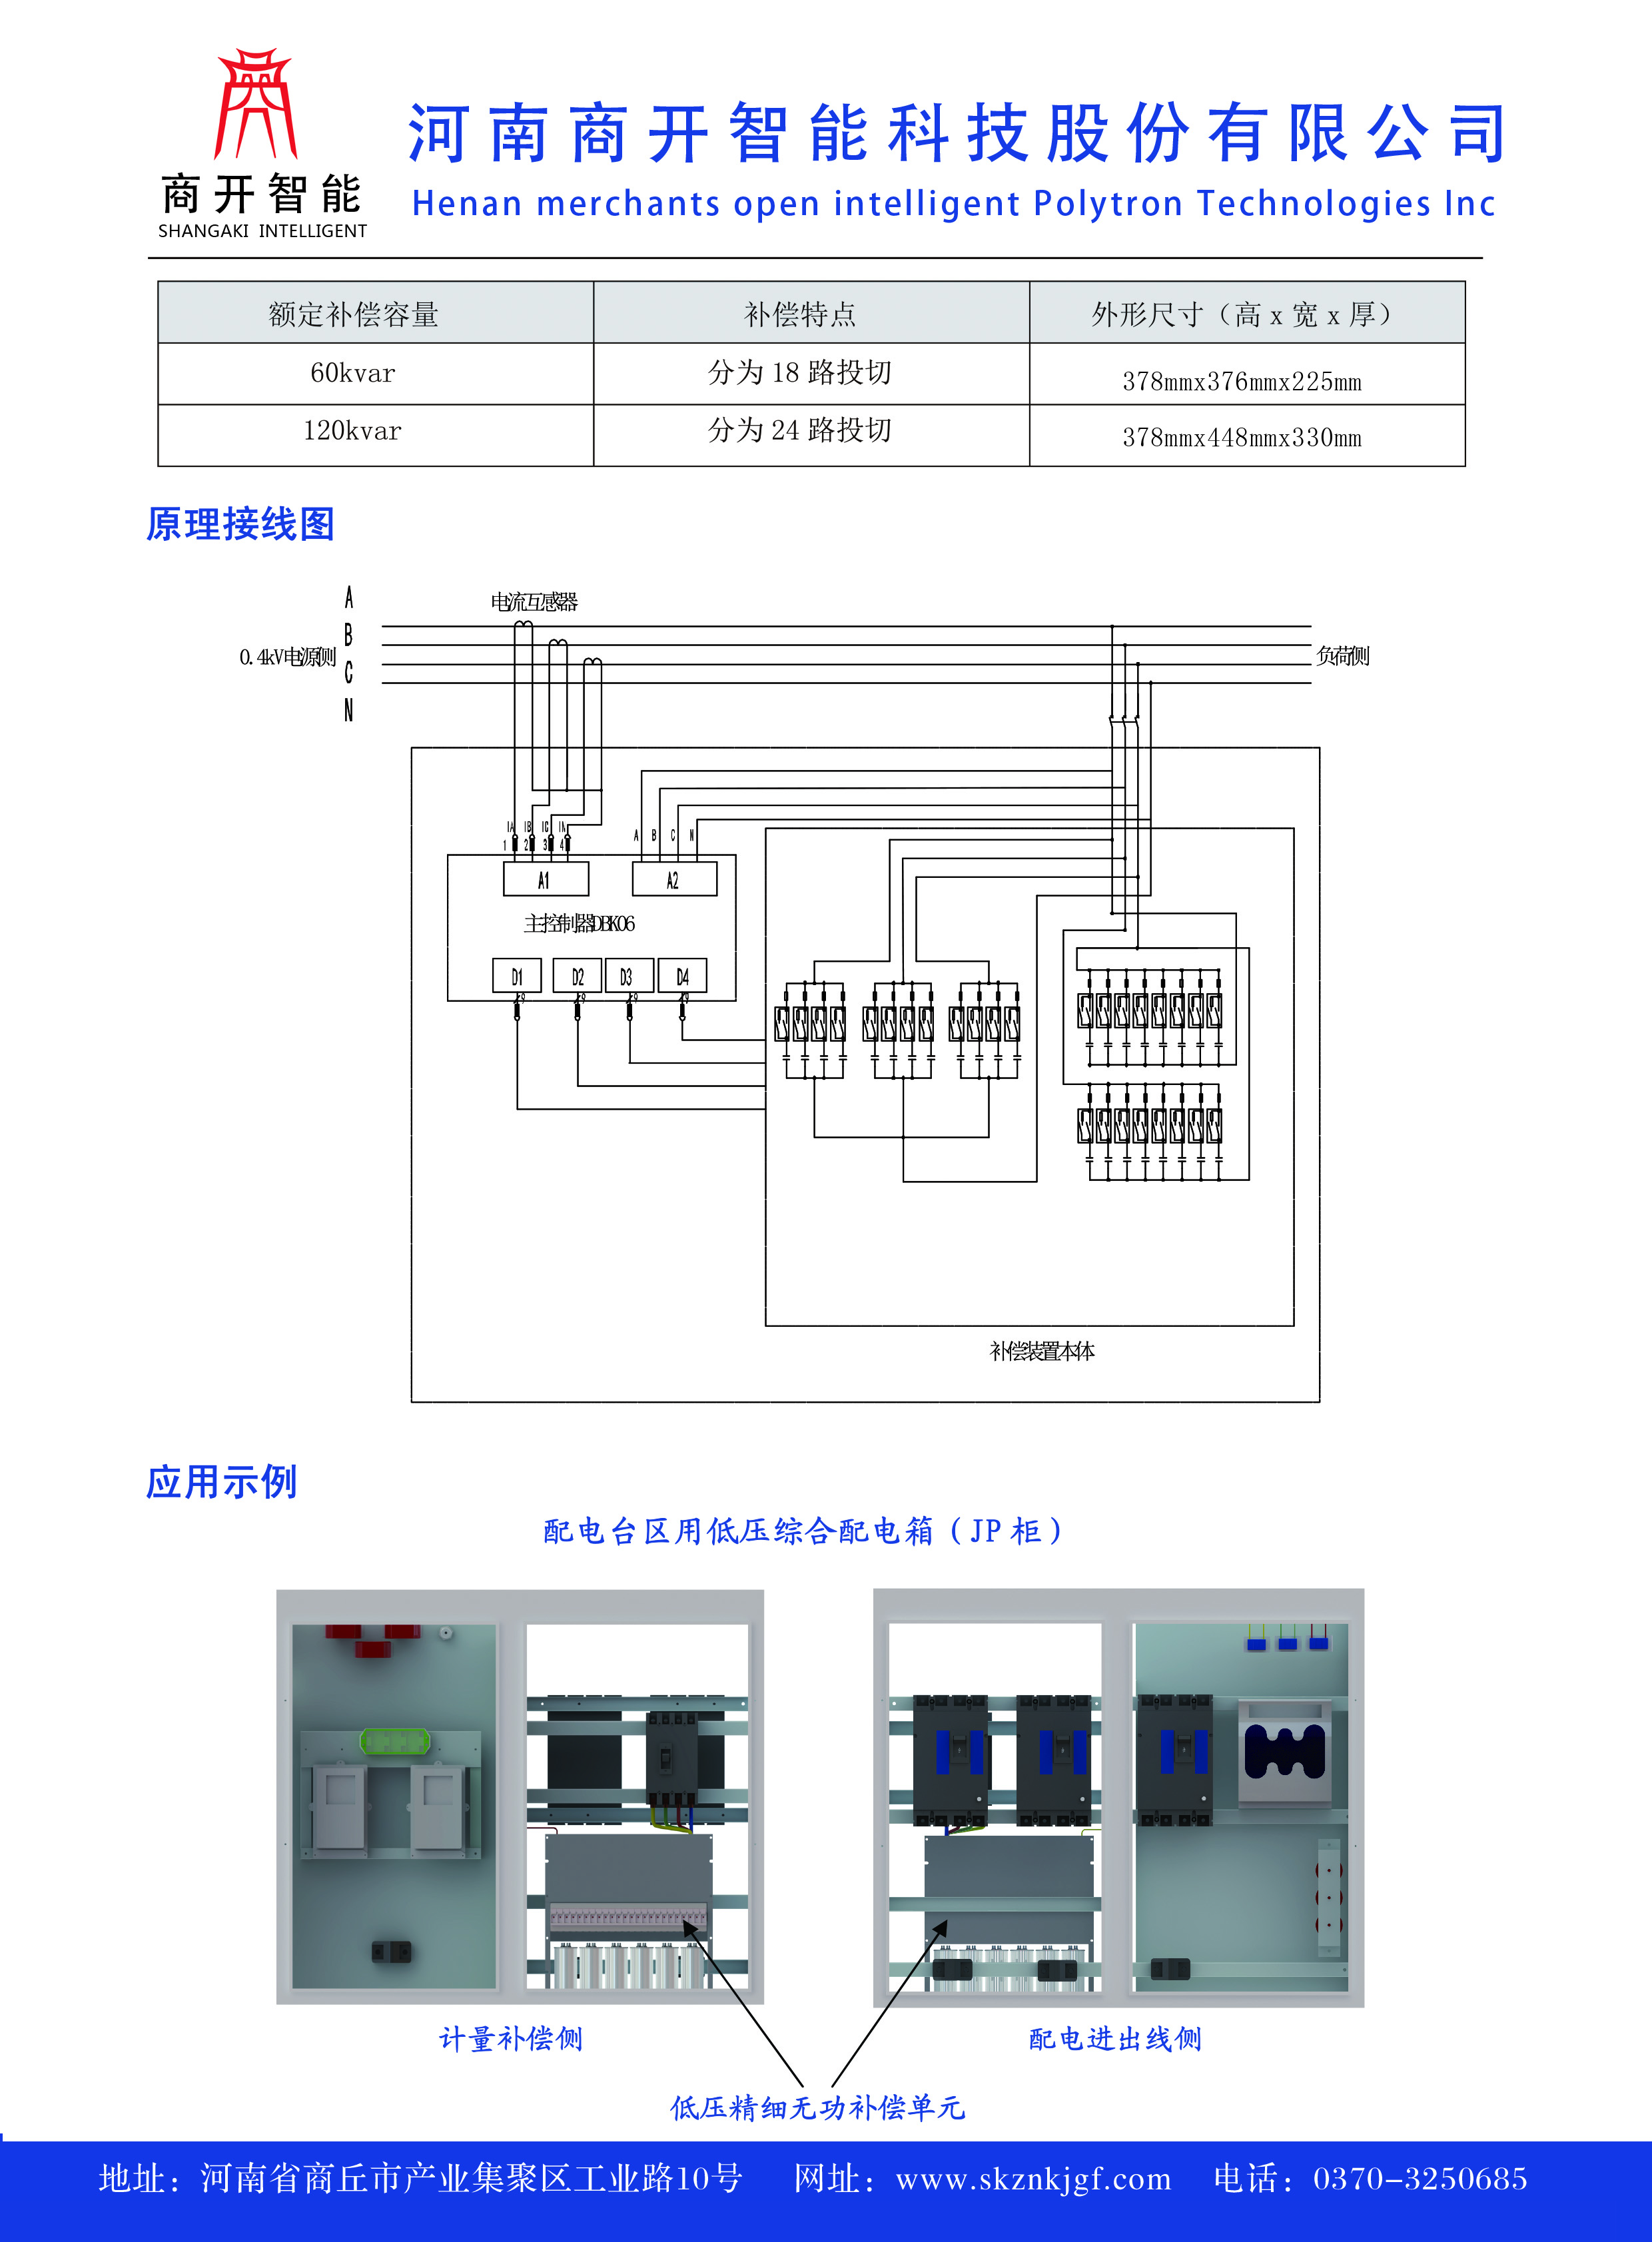 商开智能
SHANGAKI INTELLIGENT
河南商开智能科技股份有限公司
Henan merchants open intelligent Polytron Technologies Inc
额定补偿容量 补偿特点 外形尺寸（高 x 宽 x 厚）
60kvar 分为 18 路投切 378mmx376mmx225mm
120kvar 分为 24 路投切 378mmx448mmx330mm
原理接线图
A
电流互感器
B
0.4kV电源侧
负荷侧
C
N
IA IB IC IN
1 2 3 4
A B C N
A1 A2
主控制器DBK06
D1 D2 D3 D4
9 9 9 9
补偿装置本体
应用示例
配电台区用低压综合配电箱（JP 柜）
计量补偿侧 配电进出线侧
低压精细无功补偿单元
地址：河南省商丘市产业集聚区工业路10号 网址：www.skznkjgf.com 电话：0370-3250685